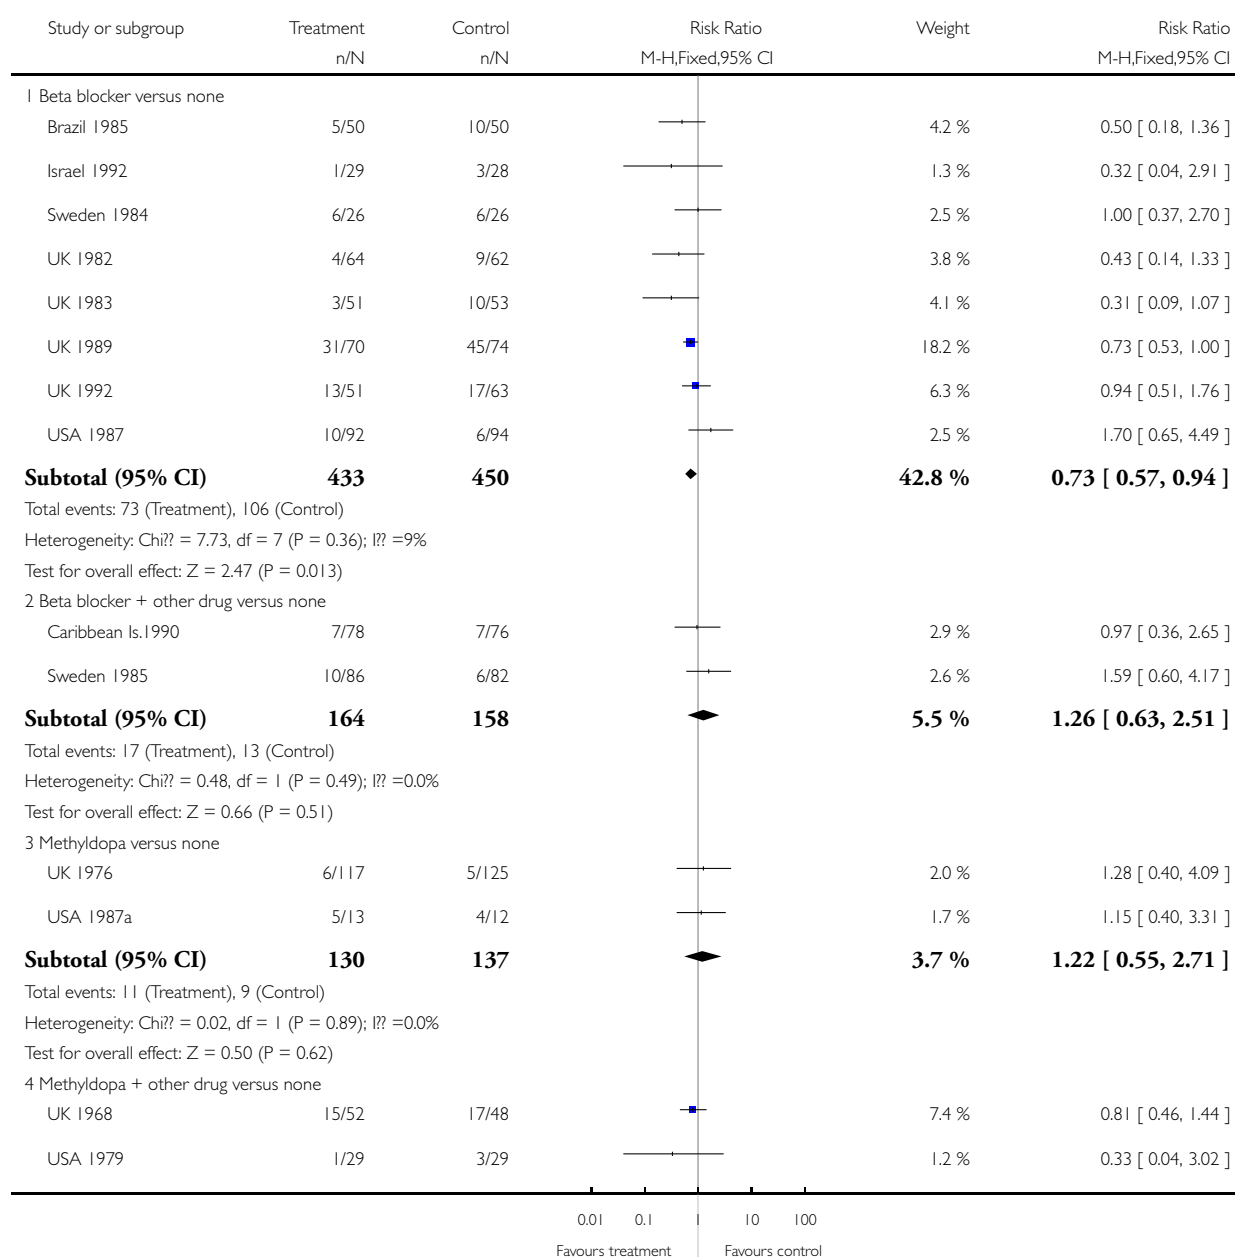 Study or subgroup Treatment Control Risk Ratio Weight Risk Ratio
n/N n/N M-H,Fixed,95% CI M-H,Fixed,95% CI
1 Beta blocker versus none
Brazil 1985 5/50 10/50 4.2 % 0.50 [ 0.18, 1.36 ]
Israel 1992 1/29 3/28 1.3 % 0.32 [ 0.04, 2.91 ]
Sweden 1984 6/26 6/26 2.5 % 1.00 [ 0.37, 2.70 ]
UK 1982 4/64 9/62 3.8 % 0.43 [ 0.14, 1.33 ]
UK 1983 3/51 10/53 4.1 % 0.31 [ 0.09, 1.07 ]
UK 1989 31/70 45/74 18.2 % 0.73 [ 0.53, 1.00 ]
UK 1992 13/51 17/63 6.3 % 0.94 [ 0.51, 1.76 ]
USA 1987 10/92 6/94 2.5 % 1.70 [ 0.65, 4.49 ]
Subtotal (95% CI) 433 450 42.8 % 0.73 [ 0.57, 0.94 ]
Total events: 73 (Treatment), 106 (Control)
Heterogeneity: Chi?? = 7.73, df = 7 (P = 0.36); I?? =9%
Test for overall effect: Z = 2.47 (P = 0.013)
2 Beta blocker + other drug versus none
Caribbean Is.1990 7/78 7/76 2.9 % 0.97 [ 0.36, 2.65 ]
Sweden 1985 10/86 6/82 2.6 % 1.59 [ 0.60, 4.17 ]
Subtotal (95% CI) 164 158 5.5 % 1.26 [ 0.63, 2.51 ]
Total events: 17 (Treatment), 13 (Control)
Heterogeneity: Chi?? = 0.48, df = 1 (P = 0.49); I?? =0.0%
Test for overall effect: Z = 0.66 (P = 0.51)
3 Methyldopa versus none
UK 1976 6/117 5/125 2.0 % 1.28 [ 0.40, 4.09 ]
USA 1987a 5/13 4/12 1.7 % 1.15 [ 0.40, 3.31 ]
Subtotal (95% CI) 130 137 3.7 % 1.22 [ 0.55, 2.71 ]
Total events: 11 (Treatment), 9 (Control)
Heterogeneity: Chi?? = 0.02, df = 1 (P = 0.89); I?? =0.0%
Test for overall effect: Z = 0.50 (P = 0.62)
4 Methyldopa + other drug versus none
UK 1968 15/52 17/48 7.4 % 0.81 [ 0.46, 1.44 ]
USA 1979 1/29 3/29 1.2 % 0.33 [ 0.04, 3.02 ]
0.01 0.1 1 10 100
Favours treatment Favours control